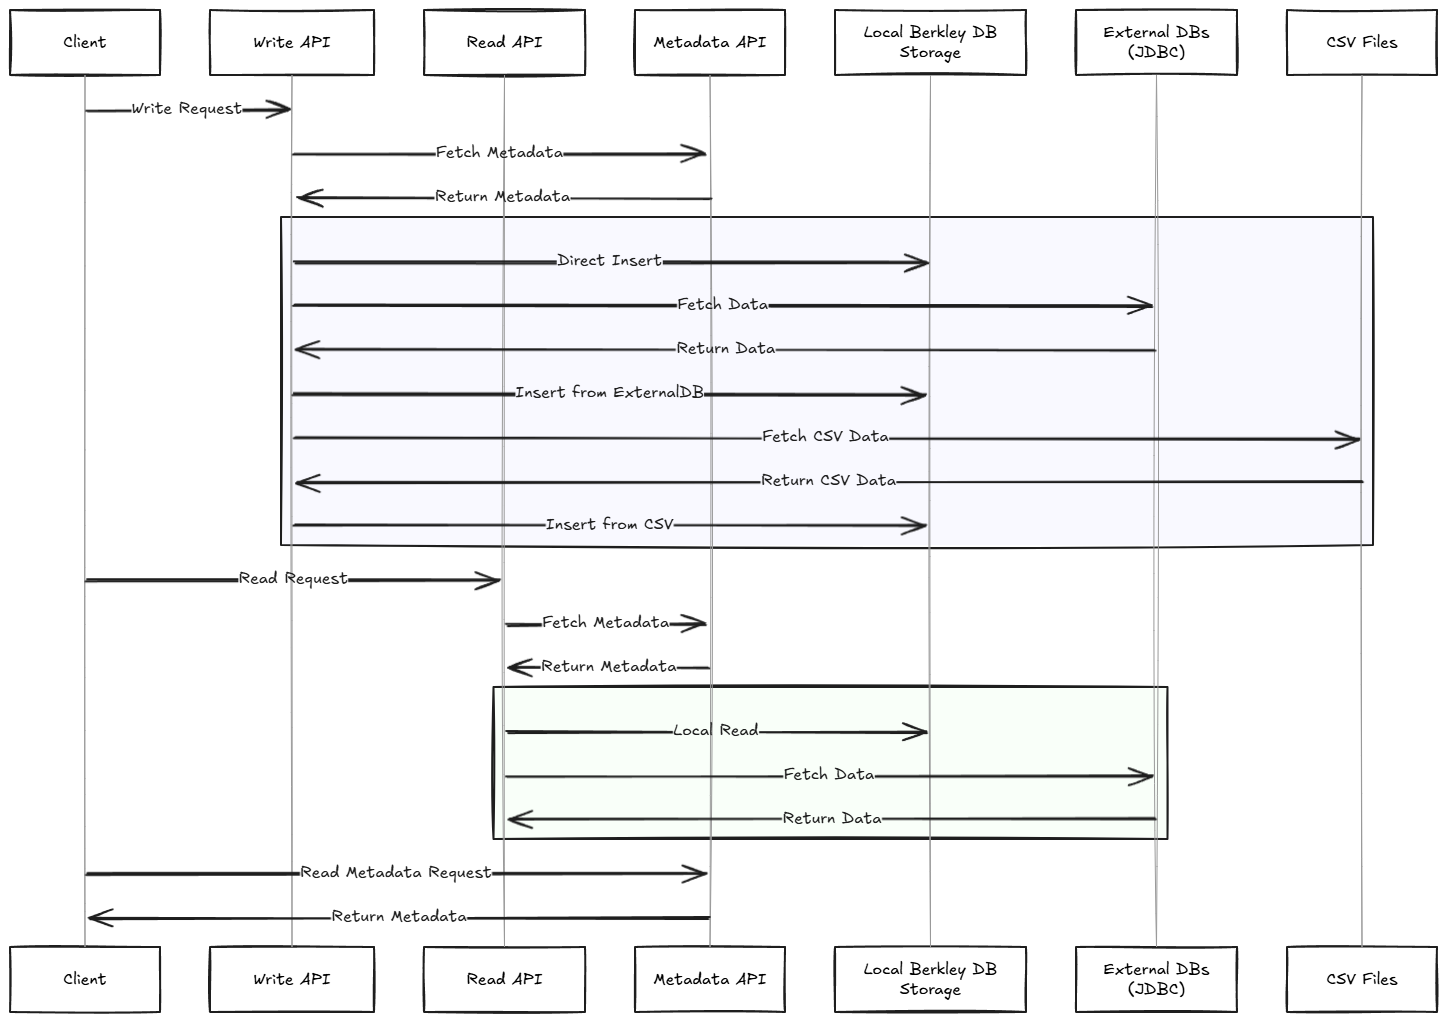 Client
Write API
Read API
Metadata API
Local Berkley DB
Storage
External DBs
(JDBC)
CSV Files
Write Request
Fetch Metadata
Return Metadata
Direct Insert
Fetch Data
Return Data
Insert from ExternalDB
Fetch CSV Data
Return CSV Data
Insert from CSV
Read Request
Fetch Metadata
Return Metadata
Local Read
Fetch Data
Return Data
Read Metadata Request
Return Metadata
Client
Write API
Read API
Metadata API
Local Berkley DB
Storage
External DBs
(JDBC)
CSV Files